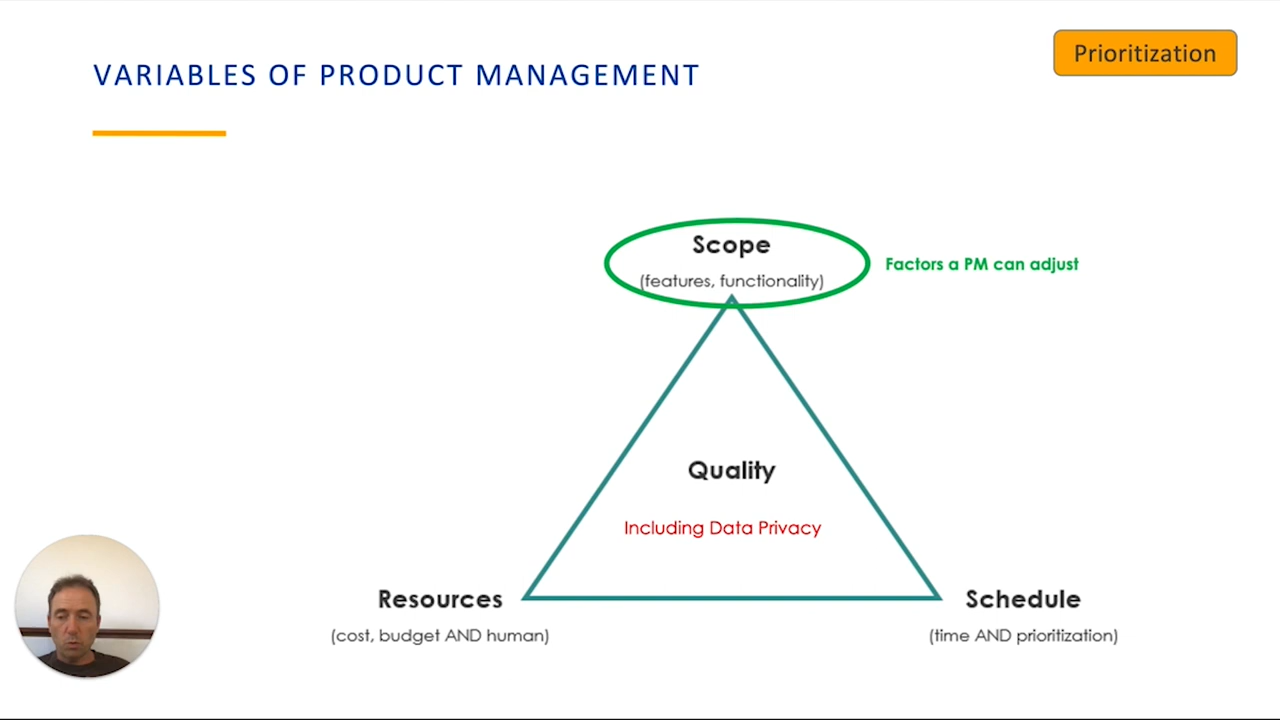 Prioritization
VARIABLES OF PRODUCT MANAGEMENT
Scope
(features, functionality)
Factors a PM can adjust
Quality
Including Data Privacy
Resources
(cost, budget AND human)
Schedule
(time AND prioritization)